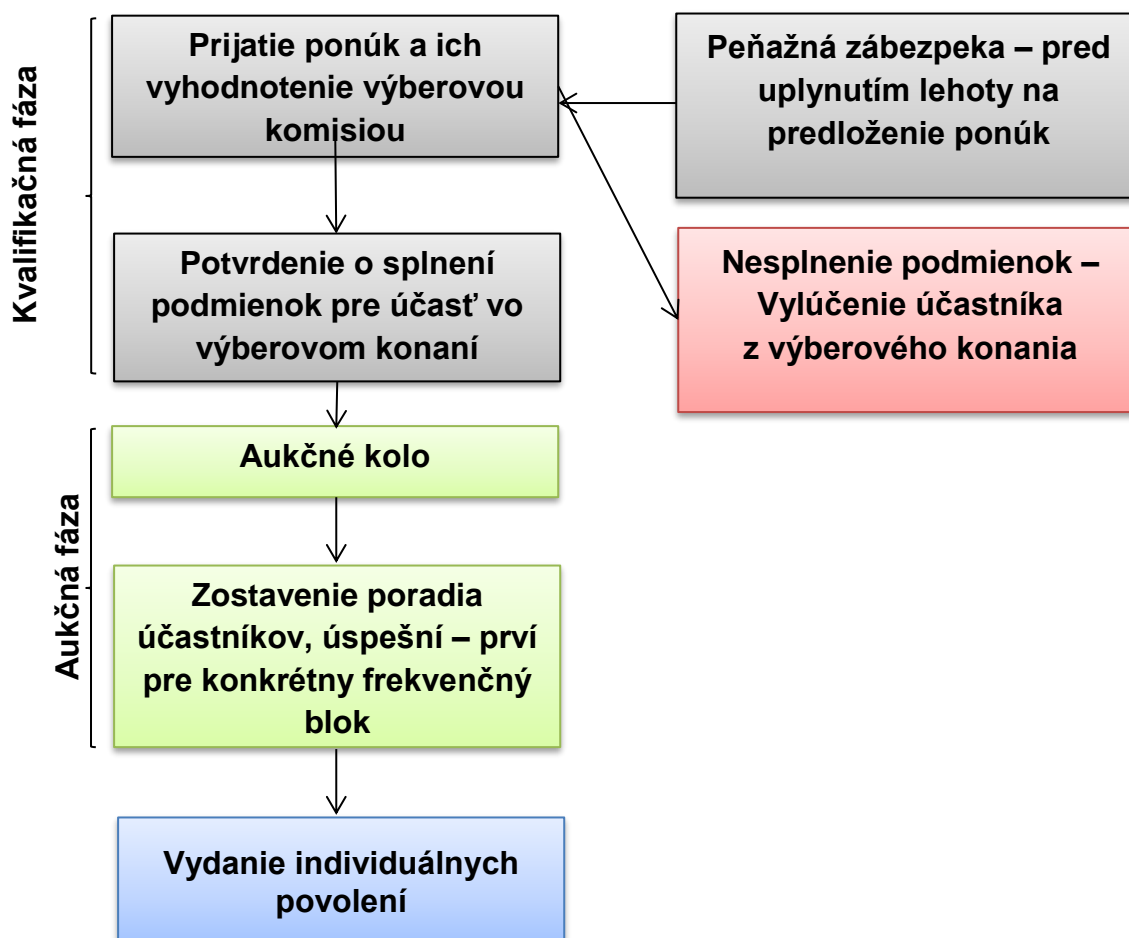 Kvalifikačná fáza
Prijatie ponúk a ich
vyhodnotenie výberovou
komisiou
Peňažná zábezpeka – pred
uplynutím lehoty na
predloženie ponúk
Potvrdenie o splnení
podmienok pre účasť vo
výberovom konaní
Nesplnenie podmienok –
Vylúčenie účastníka
z výberového konania
Aukčná fáza
Aukčné kolo
Zostavenie poradia
účastníkov, úspešní – prví
pre konkrétny frekvenčný
blok
Vydanie individuálnych
povolení